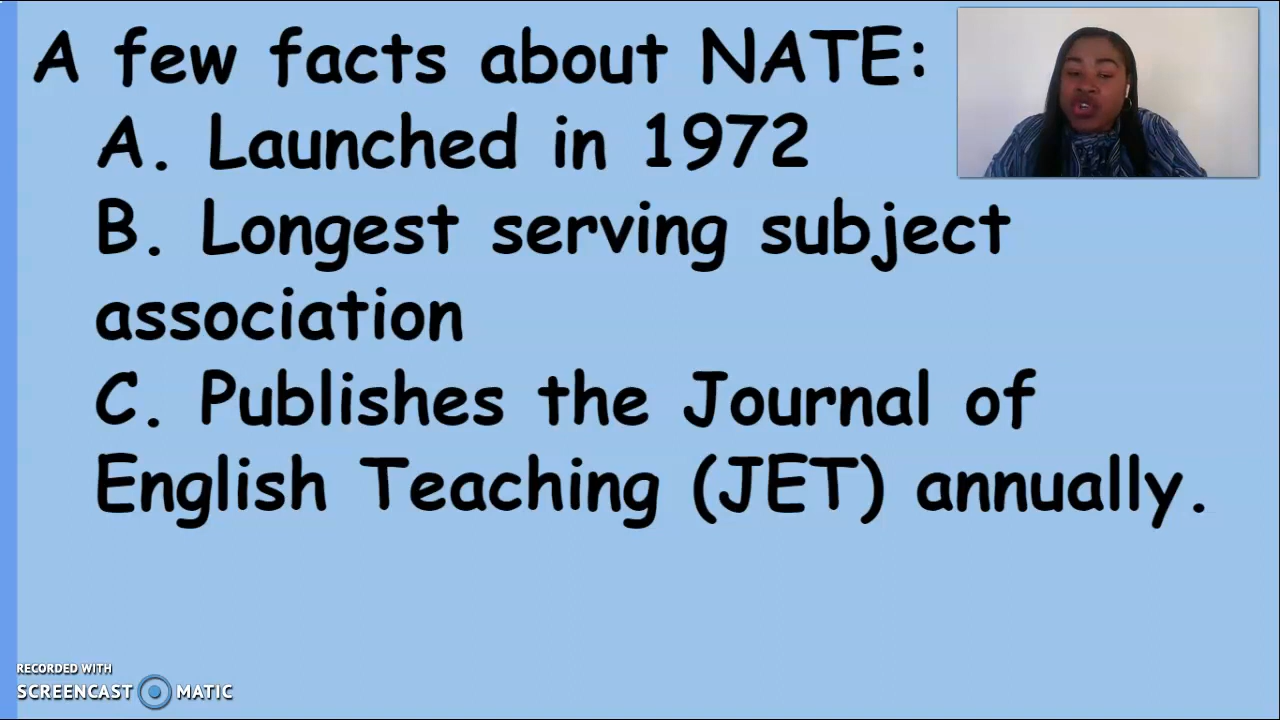 A few facts about NATE:
A. Launched in 1972
B. Longest serving subject
association
C. Publishes the Journal of
English Teaching (JET) annually.
RECORDED WITH
SCREENCAST MATIC